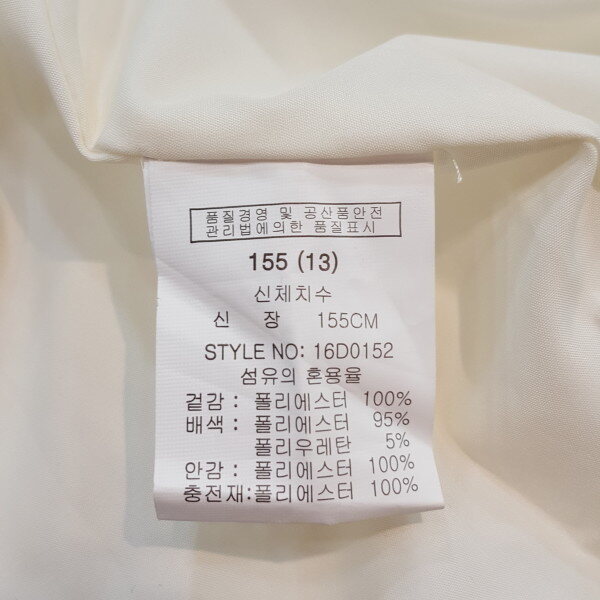 품질경영 및 공산품안전
관리법에의한 품질표시
155 (13)
신체치수
신 장 155CM
STYLE NO: 16D0152
섬유의 혼용율
겉감 : 폴리에스터 100%
배색 : 폴리에스터 95%
폴리우레탄 5%
안감 : 폴리에스터 100%
충전재:폴리에스터 100%